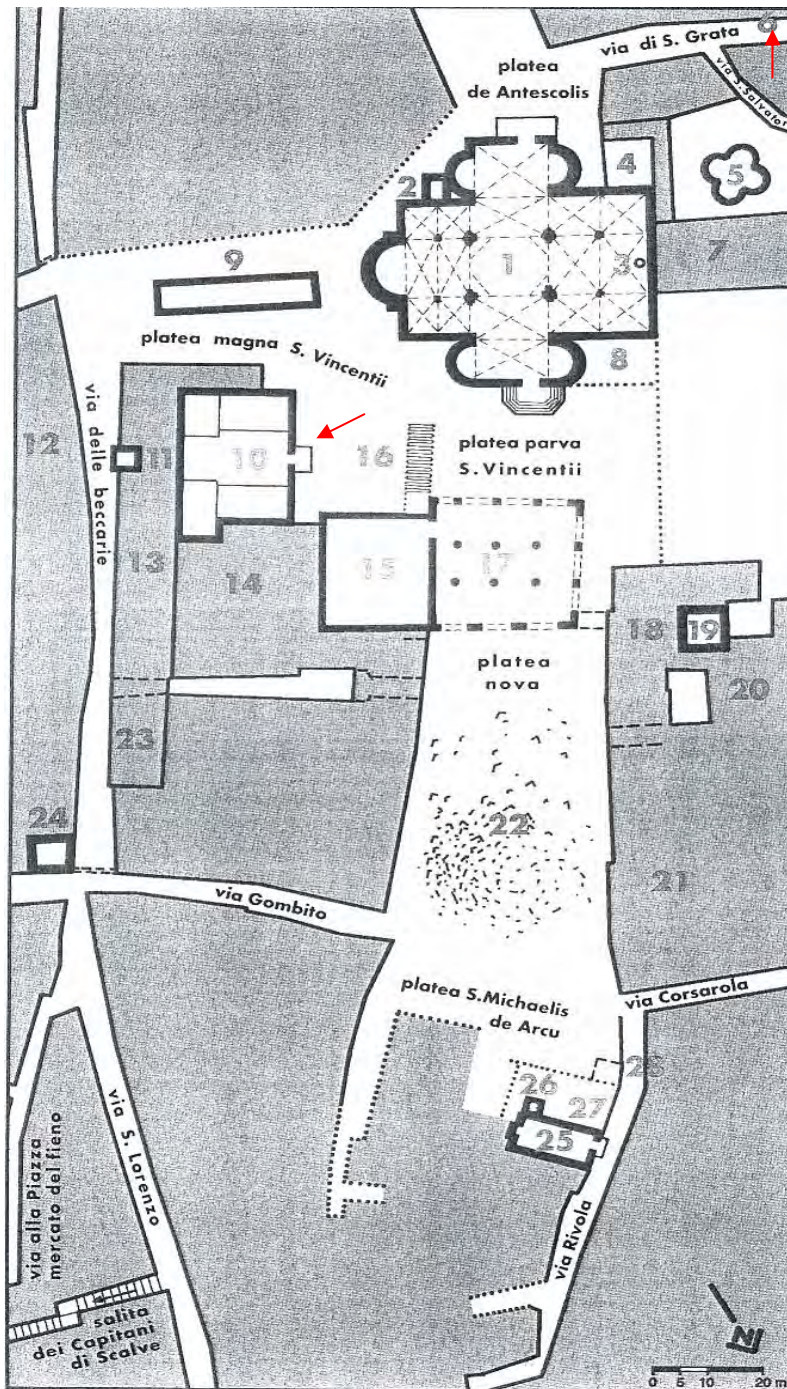 6
via di S. Grata
platea
de Antescolis
via S. Salvatore
4
5
2
1
3
7
9
platea magna S. Vincentii
8
via delle beccarie
12
11
10
16
platea parva
S. Vincentii
13
14
15
17
18
19
platea
nova
20
23
22
24
21
via Gombito
platea S. Michaelis
de Arcu
via Corsarola
28
26
27
25
via S. Lorenzo
via alla Piazza
mercato del fieno
via Rivola
salita
dei Capitani
di Scalve
N
0 5 10 20 m